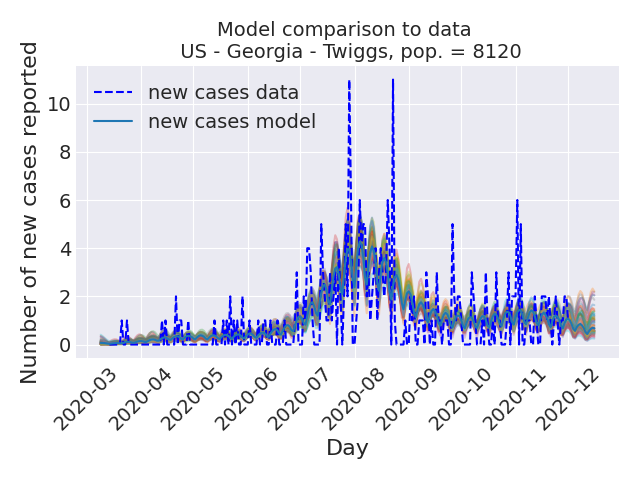 Model comparison to data
US - Georgia - Twiggs, pop. = 8120
Number of new cases reported
10
8
6
4
2
0
new cases data
new cases model
2020-03
2020-04
2020-05
2020-06
2020-07
2020-08
2020-09
2020-10
2020-11
2020-12
Day